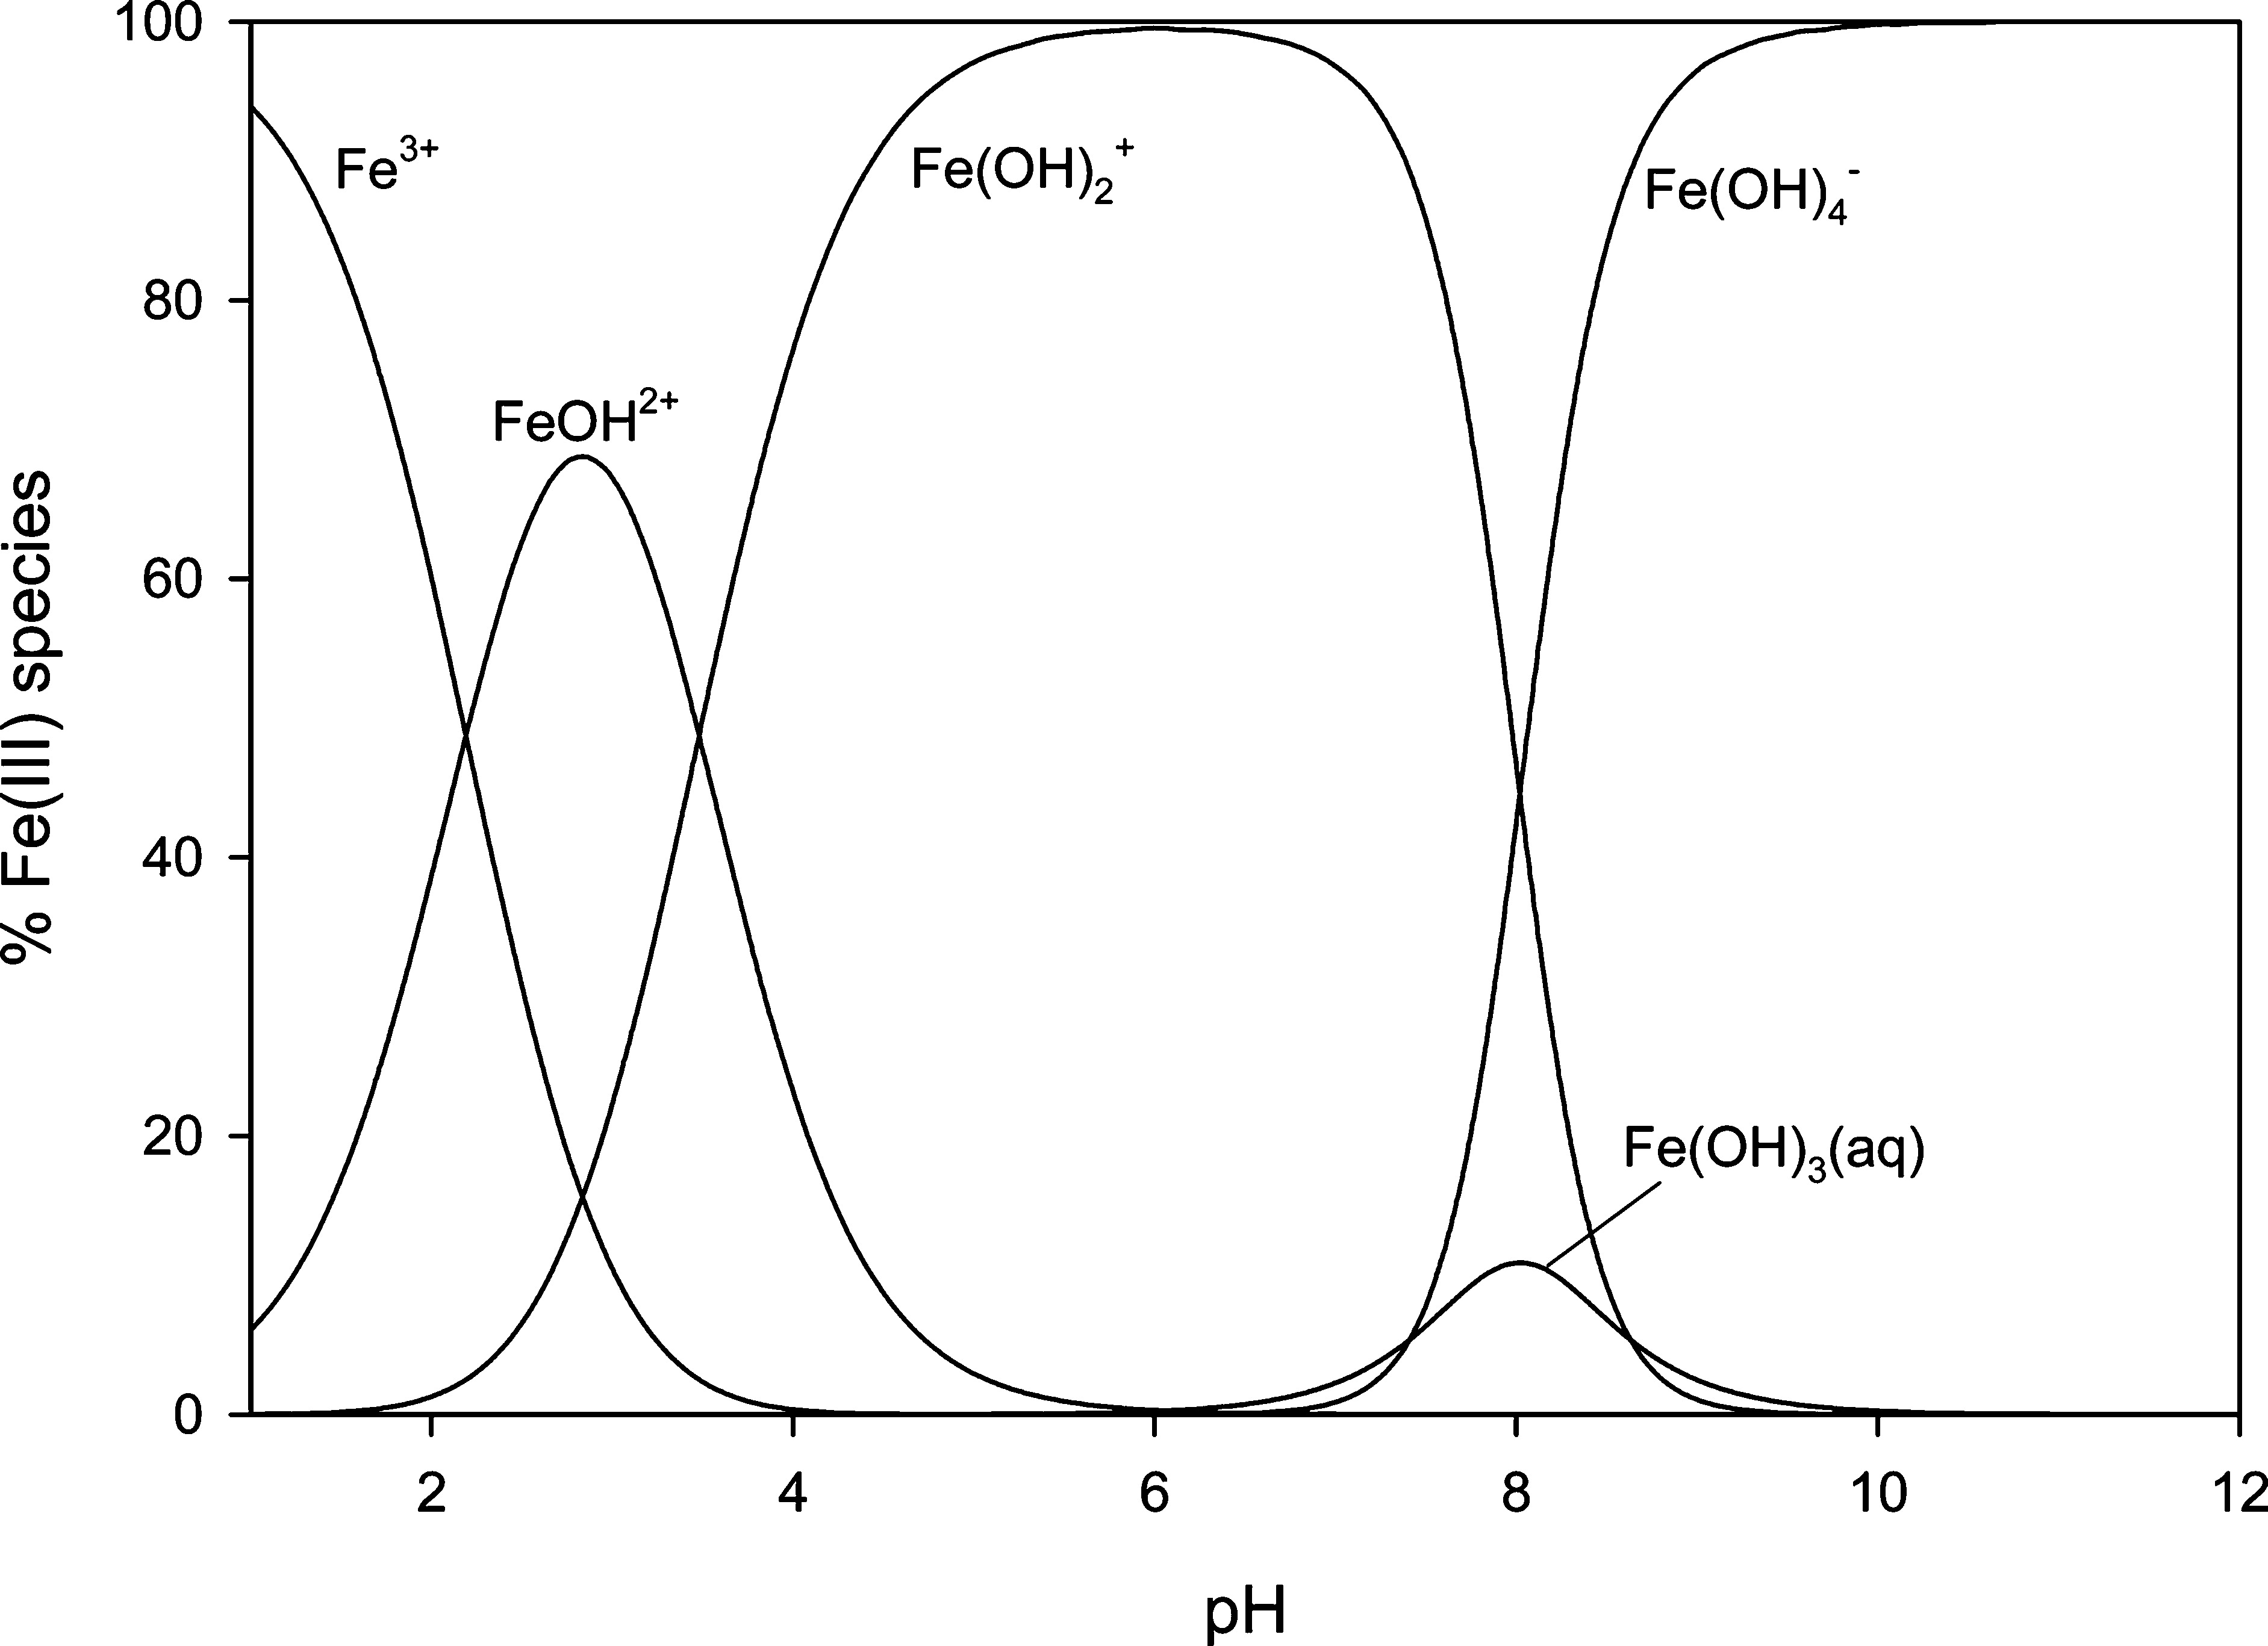 100
80
60
40
20
0
% Fe(III) species
Fe³⁺
FeOH²⁺
Fe(OH)₂⁺
Fe(OH)₄⁻
Fe(OH)₃(aq)
2 4 6 8 10 12
pH